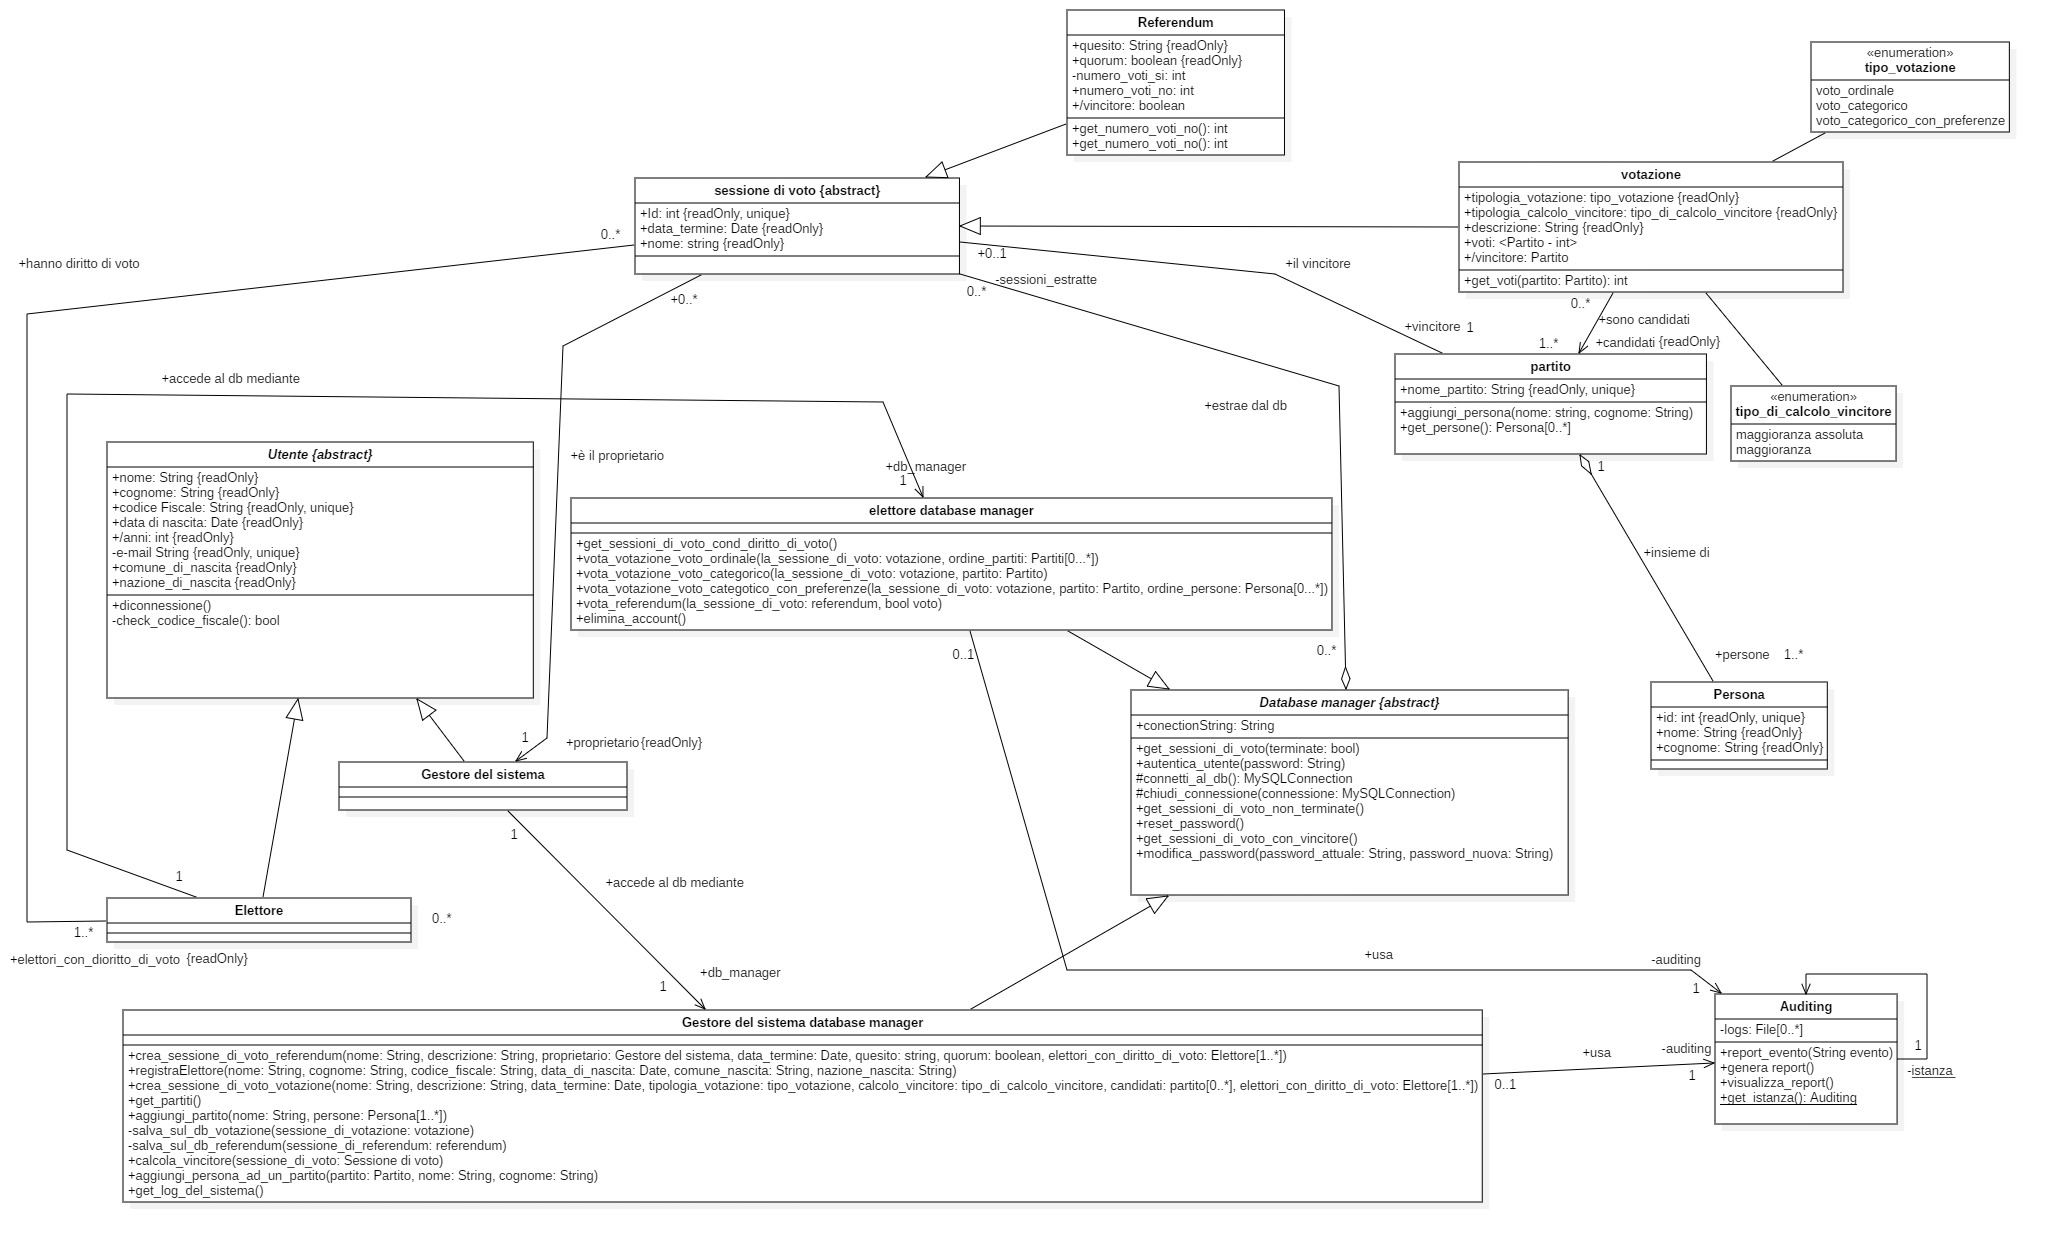 Referendum
+quesito: String {readOnly}
+quorum: boolean {readOnly}
-numero_voti_si: int
+numero_voti_no: int
+/vincitore: boolean
+get_numero_voti_no(): int
+get_numero_voti_no(): int
«enumeration»
tipo_votazione
voto_ordinale
voto_categorico
voto_categorico_con_preferenze
sessione di voto {abstract}
+Id: int {readOnly, unique}
+data_termine: Date {readOnly}
+nome: string {readOnly}
votazione
+tipologia_votazione: tipo_votazione {readOnly}
+tipologia_calcolo_vincitore: tipo_di_calcolo_vincitore {readOnly}
+descrizione: String {readOnly}
+voti: <Partito - int>
+/vincitore: Partito
+get_voti(partito: Partito): int
0..*
+hanno diritto di voto
+0..1
+il vincitore
-sessioni_estratte
0..*
+0..*
0..*
+sono candidati
+vincitore 1
1..*
+candidati {readOnly}
partito
+nome_partito: String {readOnly, unique}
+aggiungi_persona(nome: string, cognome: String)
+get_persone(): Persona[0..*]
«enumeration»
tipo_di_calcolo_vincitore
maggioranza assoluta
maggioranza
+accede al db mediante
+estrae dal db
+è il proprietario
+db_manager
1
1
Utente {abstract}
+nome: String {readOnly}
+cognome: String {readOnly}
+codice Fiscale: String {readOnly, unique}
+data di nascita: Date {readOnly}
+/anni: int {readOnly}
-e-mail String {readOnly, unique}
+comune_di_nascita {readOnly}
+nazione_di_nascita {readOnly}
+diconnessione()
-check_codice_fiscale(): bool
elettore database manager
+get_sessioni_di_voto_cond_diritto_di_voto()
+vota_votazione_voto_ordinale(la_sessione_di_voto: votazione, ordine_partiti: Partiti[0...*])
+vota_votazione_voto_categorico(la_sessione_di_voto: votazione, partito: Partito)
+vota_votazione_voto_categotico_con_preferenze(la_sessione_di_voto: votazione, partito: Partito, ordine_persone: Persona[0...*])
+vota_referendum(la_sessione_di_voto: referendum, bool voto)
+elimina_account()
+insieme di
0..1
0..*
+persone 1..*
Persona
+id: int {readOnly, unique}
+nome: String {readOnly}
+cognome: String {readOnly}
Database manager {abstract}
+conectionString: String
+get_sessioni_di_voto(terminate: bool)
+autentica_utente(password: String)
#connetti_al_db(): MySQLConnection
#chiudi_connessione(connessione: MySQLConnection)
+get_sessioni_di_voto_non_terminate()
+reset_password()
+get_sessioni_di_voto_con_vincitore()
+modifica_password(password_attuale: String, password_nuova: String)
1
+proprietario {readOnly}
Gestore del sistema
1
+accede al db mediante
1
Elettore
0..*
1..*
+elettori_con_dioritto_di_voto {readOnly}
+db_manager
1
+usa
-auditing
1
Auditing
-logs: File[0..*]
+report_evento(String evento)
+genera report()
+visualizza_report()
+get_istanza(): Auditing
1
-istanza
+usa
-auditing
1
0..1
Gestore del sistema database manager
+crea_sessione_di_voto_referendum(nome: String, descrizione: String, proprietario: Gestore del sistema, data_termine: Date, quesito: string, quorum: boolean, elettori_con_diritto_di_voto: Elettore[1..*])
+registraElettore(nome: String, cognome: String, codice_fiscale: String, data_di_nascita: Date, comune_nascita: String, nazione_nascita: String)
+crea_sessione_di_voto_votazione(nome: String, descrizione: String, data_termine: Date, tipologia_votazione: tipo_votazione, calcolo_vincitore: tipo_di_calcolo_vincitore, candidati: partito[0..*], elettori_con_diritto_di_voto: Elettore[1..*])
+get_partiti()
+aggiungi_partito(nome: String, persone: Persona[1..*])
-salva_sul_db_votazione(sessione_di_votazione: votazione)
-salva_sul_db_referendum(sessione_di_referendum: referendum)
+calcola_vincitore(sessione_di_voto: Sessione di voto)
+aggiungi_persona_ad_un_partito(partito: Partito, nome: String, cognome: String)
+get_log_del_sistema()